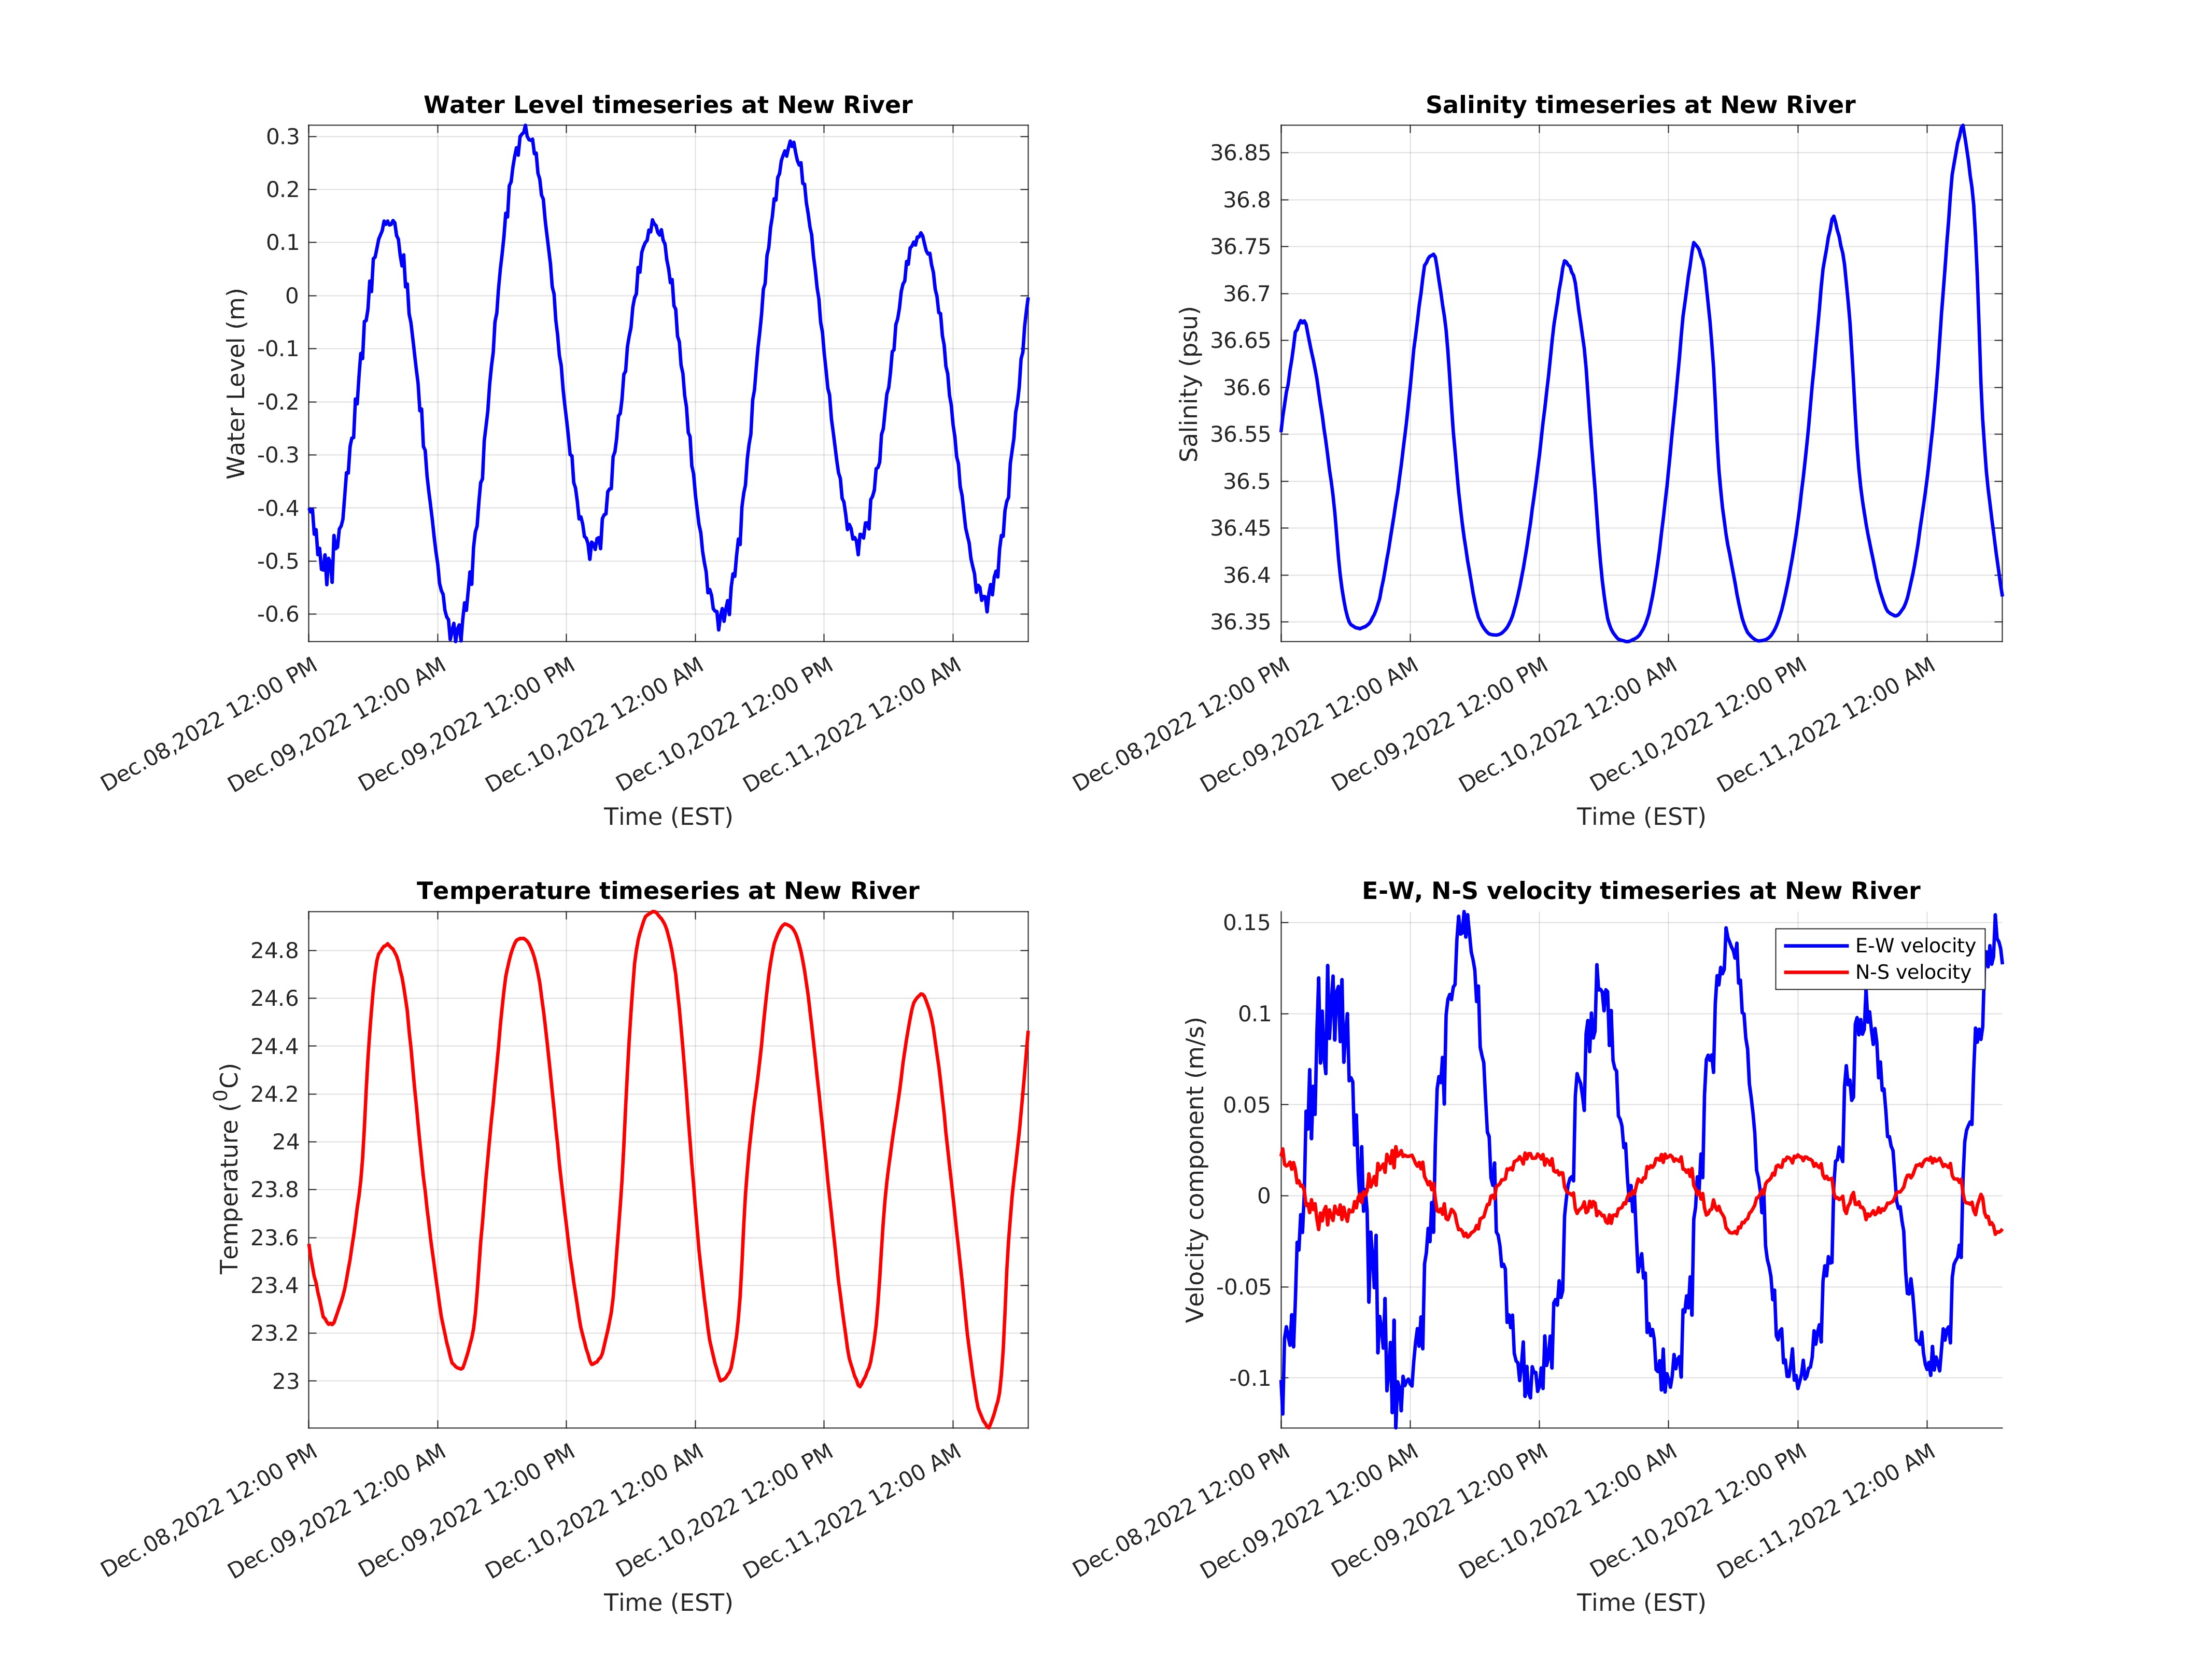 Water Level timeseries at New River
Water Level (m)
0.3
0.2
0.1
0
-0.1
-0.2
-0.3
-0.4
-0.5
-0.6
Dec.08,2022 12:00 PM
Dec.09,2022 12:00 AM
Dec.09,2022 12:00 PM
Dec.10,2022 12:00 AM
Dec.10,2022 12:00 PM
Dec.11,2022 12:00 AM
Time (EST)
Salinity timeseries at New River
Salinity (psu)
36.85
36.8
36.75
36.7
36.65
36.6
36.55
36.5
36.45
36.4
36.35
Dec.08,2022 12:00 PM
Dec.09,2022 12:00 AM
Dec.09,2022 12:00 PM
Dec.10,2022 12:00 AM
Dec.10,2022 12:00 PM
Dec.11,2022 12:00 AM
Time (EST)
Temperature timeseries at New River
Temperature (⁰C)
24.8
24.6
24.4
24.2
24
23.8
23.6
23.4
23.2
23
Dec.08,2022 12:00 PM
Dec.09,2022 12:00 AM
Dec.09,2022 12:00 PM
Dec.10,2022 12:00 AM
Dec.10,2022 12:00 PM
Dec.11,2022 12:00 AM
Time (EST)
E-W, N-S velocity timeseries at New River
Velocity component (m/s)
0.15
0.1
0.05
0
-0.05
-0.1
E-W velocity
N-S velocity
Dec.08,2022 12:00 PM
Dec.09,2022 12:00 AM
Dec.09,2022 12:00 PM
Dec.10,2022 12:00 AM
Dec.10,2022 12:00 PM
Dec.11,2022 12:00 AM
Time (EST)